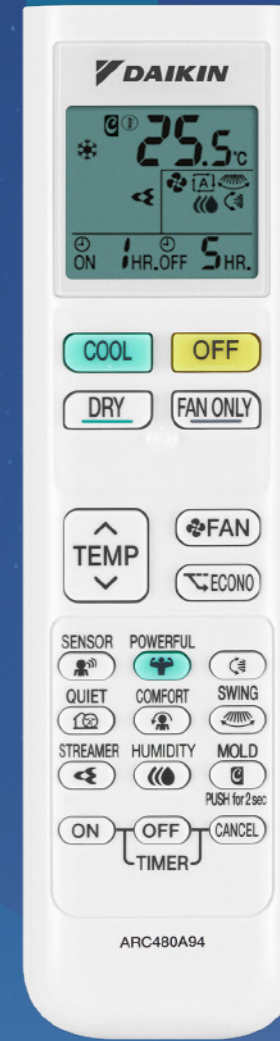 DAIKIN
25.5°C
A
ON 1HR. OFF 5HR.
COOL OFF
DRY FAN ONLY
TEMP
FAN
ECONO
SENSOR POWERFUL
QUIET COMFORT SWING
STREAMER HUMIDITY MOLD
PUSH for 2 sec
ON OFF CANCEL
TIMER
ARC480A94